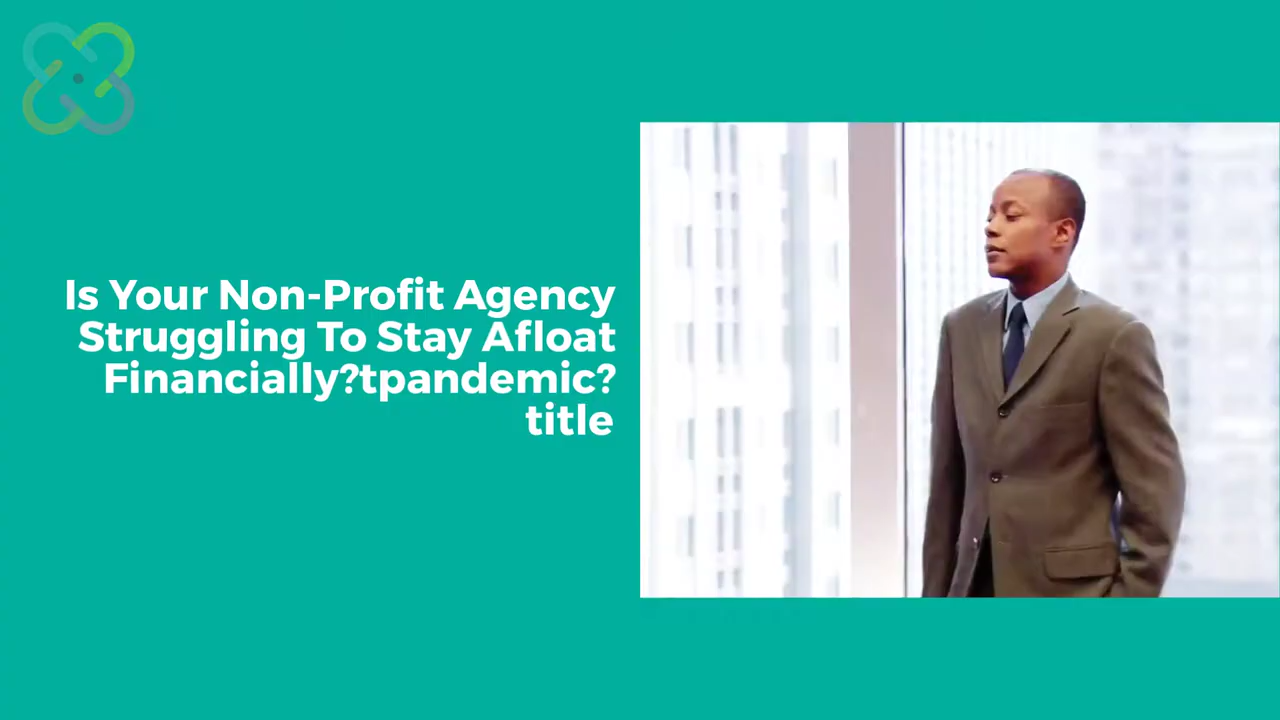 Is Your Non-Profit Agency
Struggling To Stay Afloat
Financially?tpandemic?
title